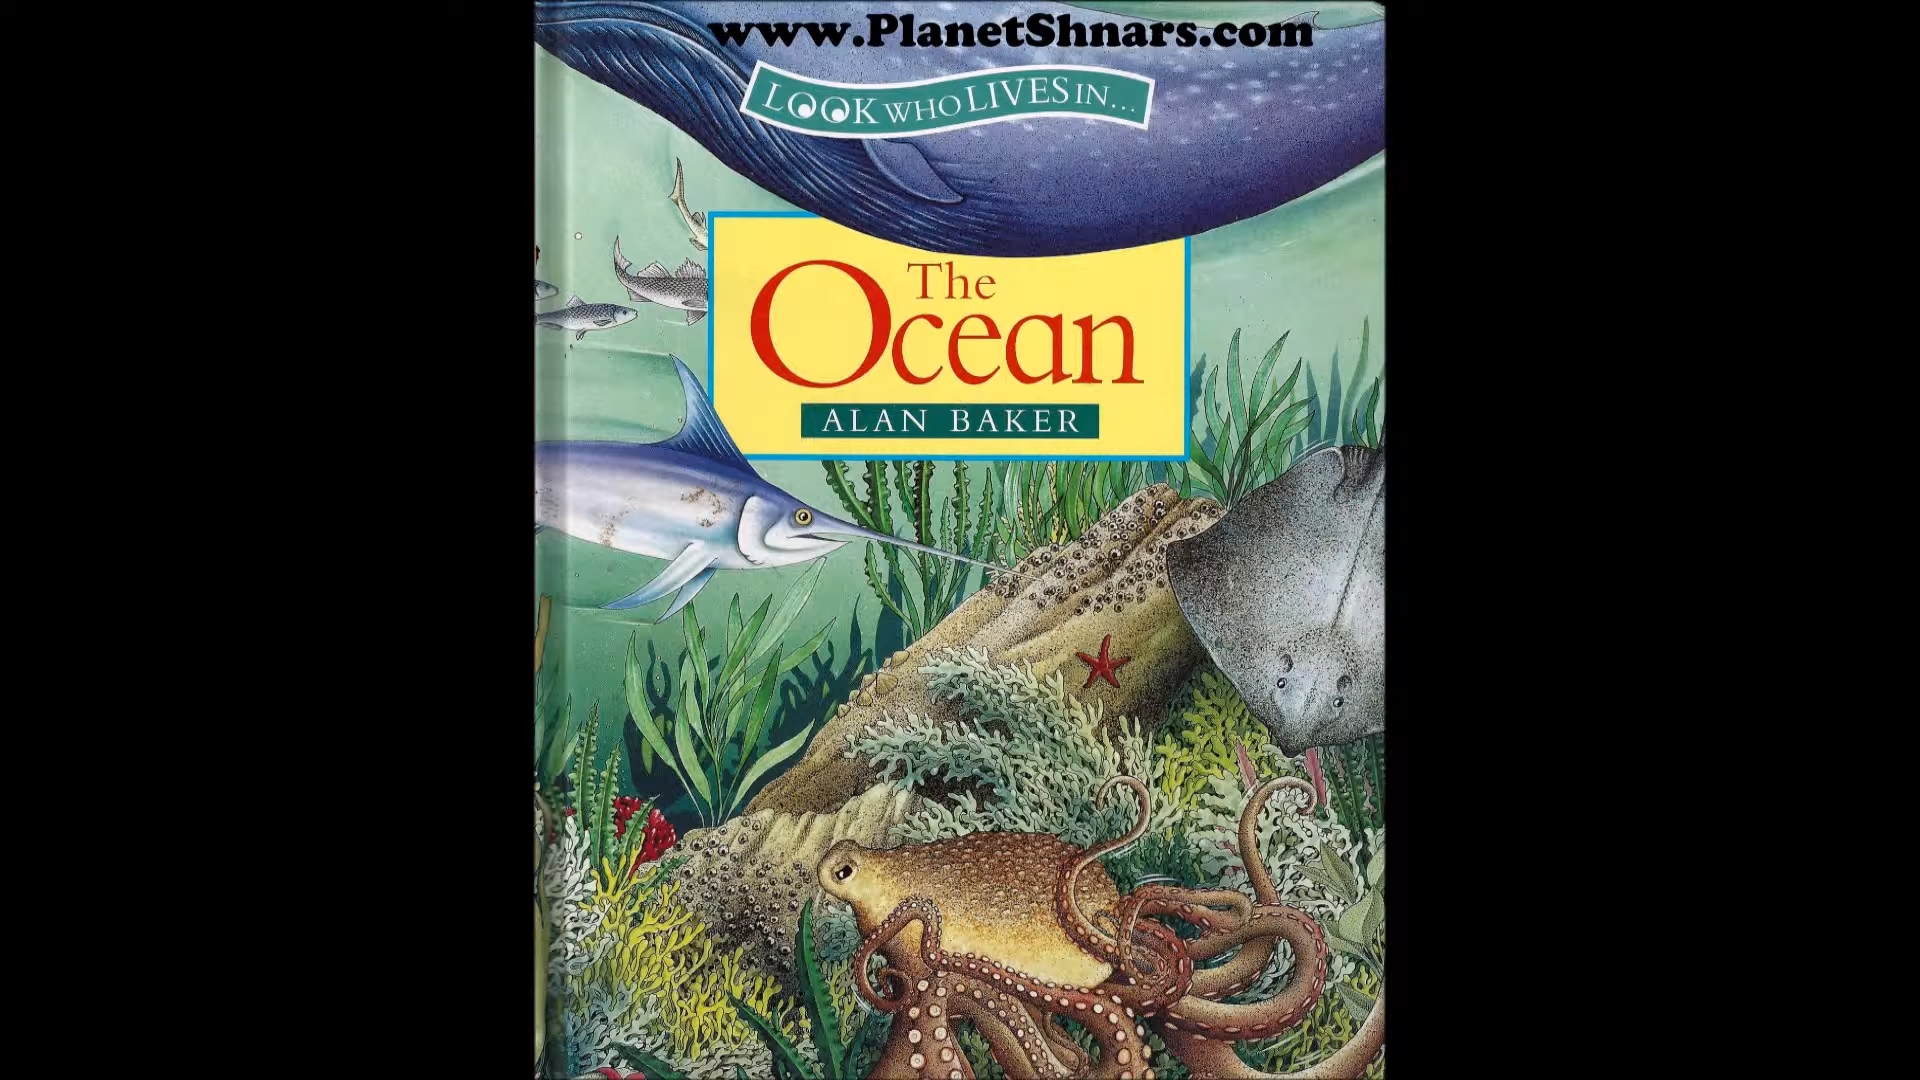 www.PlanetShnars.com
LOOK WHO LIVES IN...
The
Ocean
ALAN BAKER